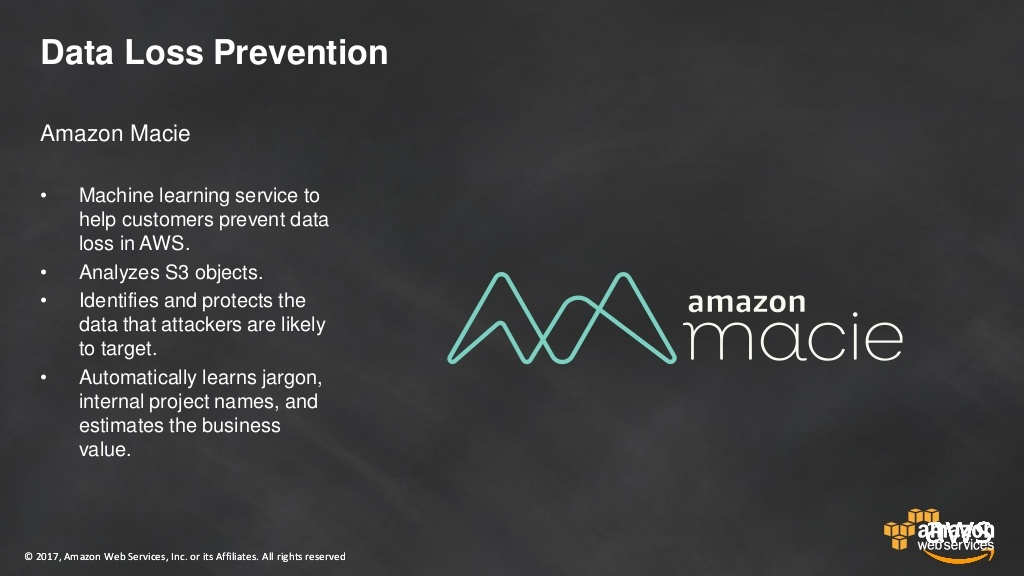 Data Loss Prevention
Amazon Macie
• Machine learning service to
help customers prevent data
loss in AWS.
• Analyzes S3 objects.
• Identifies and protects the
data that attackers are likely
to target.
• Automatically learns jargon,
internal project names, and
estimates the business
value.
amazon
macie
© 2017, Amazon Web Services, Inc. or its Affiliates. All rights reserved
aws
amazon
web services